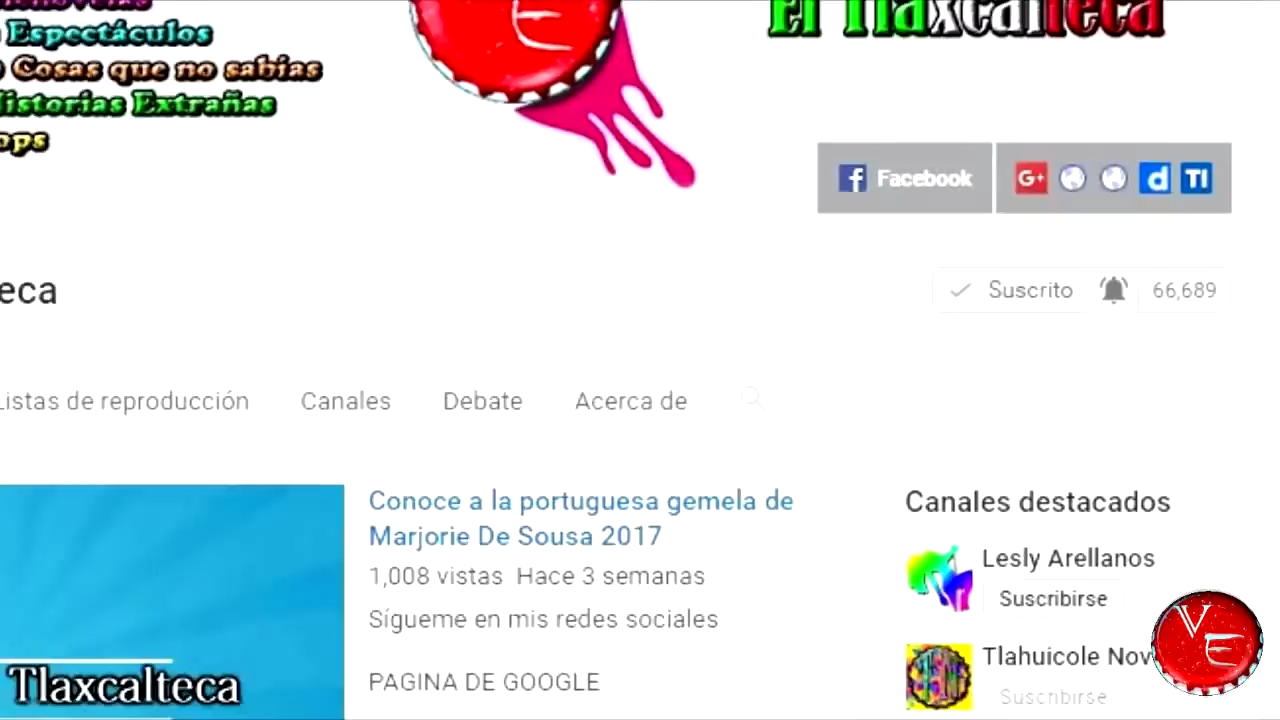 El Tlaxcalteca
Espectáculos
Cosas que no sabías
Historias Extrañas
ops
E
Facebook
G+
d
TI
eca
Suscrito
66,689
Listas de reproducción
Canales
Debate
Acerca de
Conoce a la portuguesa gemela de
Marjorie De Sousa 2017
1,008 vistas Hace 3 semanas
Sígueme en mis redes sociales
PAGINA DE GOOGLE
Tlaxcalteca
Canales destacados
Lesly Arellanos
Suscribirse
Tlahuicole Nov
Suscribirse
VE